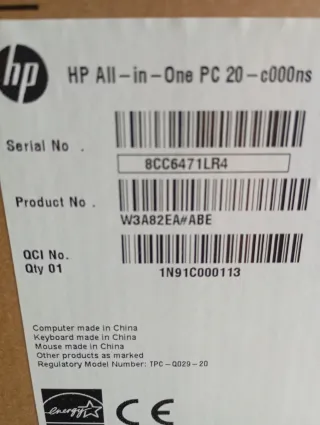 hp HP All-in-One PC 20-c000ns
Serial No .
8CC6471LR4
Product No .
W3A82EA#ABE
QCI No.
Qty 01
1N91C000113
Computer made in China
Keyboard made in China
Mouse made in China
Other products as marked
Regulatory Model Number: TPC-Q029-20
energy CE